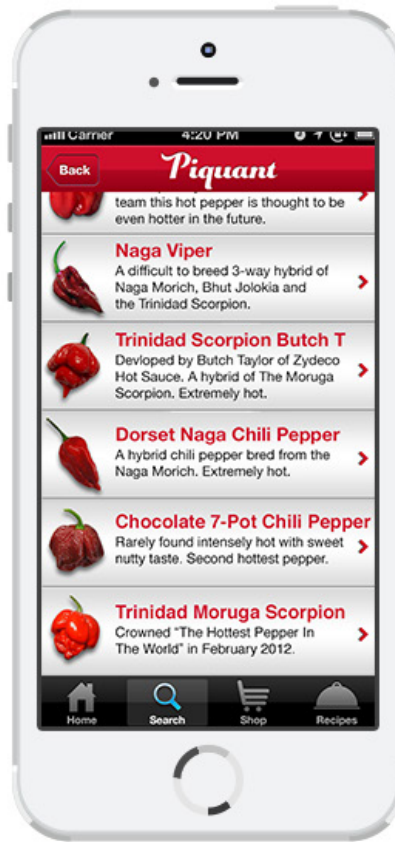 Carrier
4:20 PM
Back
Piquant
team this hot pepper is thought to be
even hotter in the future.
Naga Viper
A difficult to breed 3-way hybrid of
Naga Morich, Bhut Jolokia and
the Trinidad Scorpion.
Trinidad Scorpion Butch T
Devloped by Butch Taylor of Zydeco
Hot Sauce. A hybrid of The Moruga
Scorpion. Extremely hot.
Dorset Naga Chili Pepper
A hybrid chili pepper bred from the
Naga Morich. Extremely hot.
Chocolate 7-Pot Chili Pepper
Rarely found intensely hot with sweet
nutty taste. Second hottest pepper.
Trinidad Moruga Scorpion
Crowned “The Hottest Pepper In
The World” in February 2012.
Home
Search
Shop
Recipes